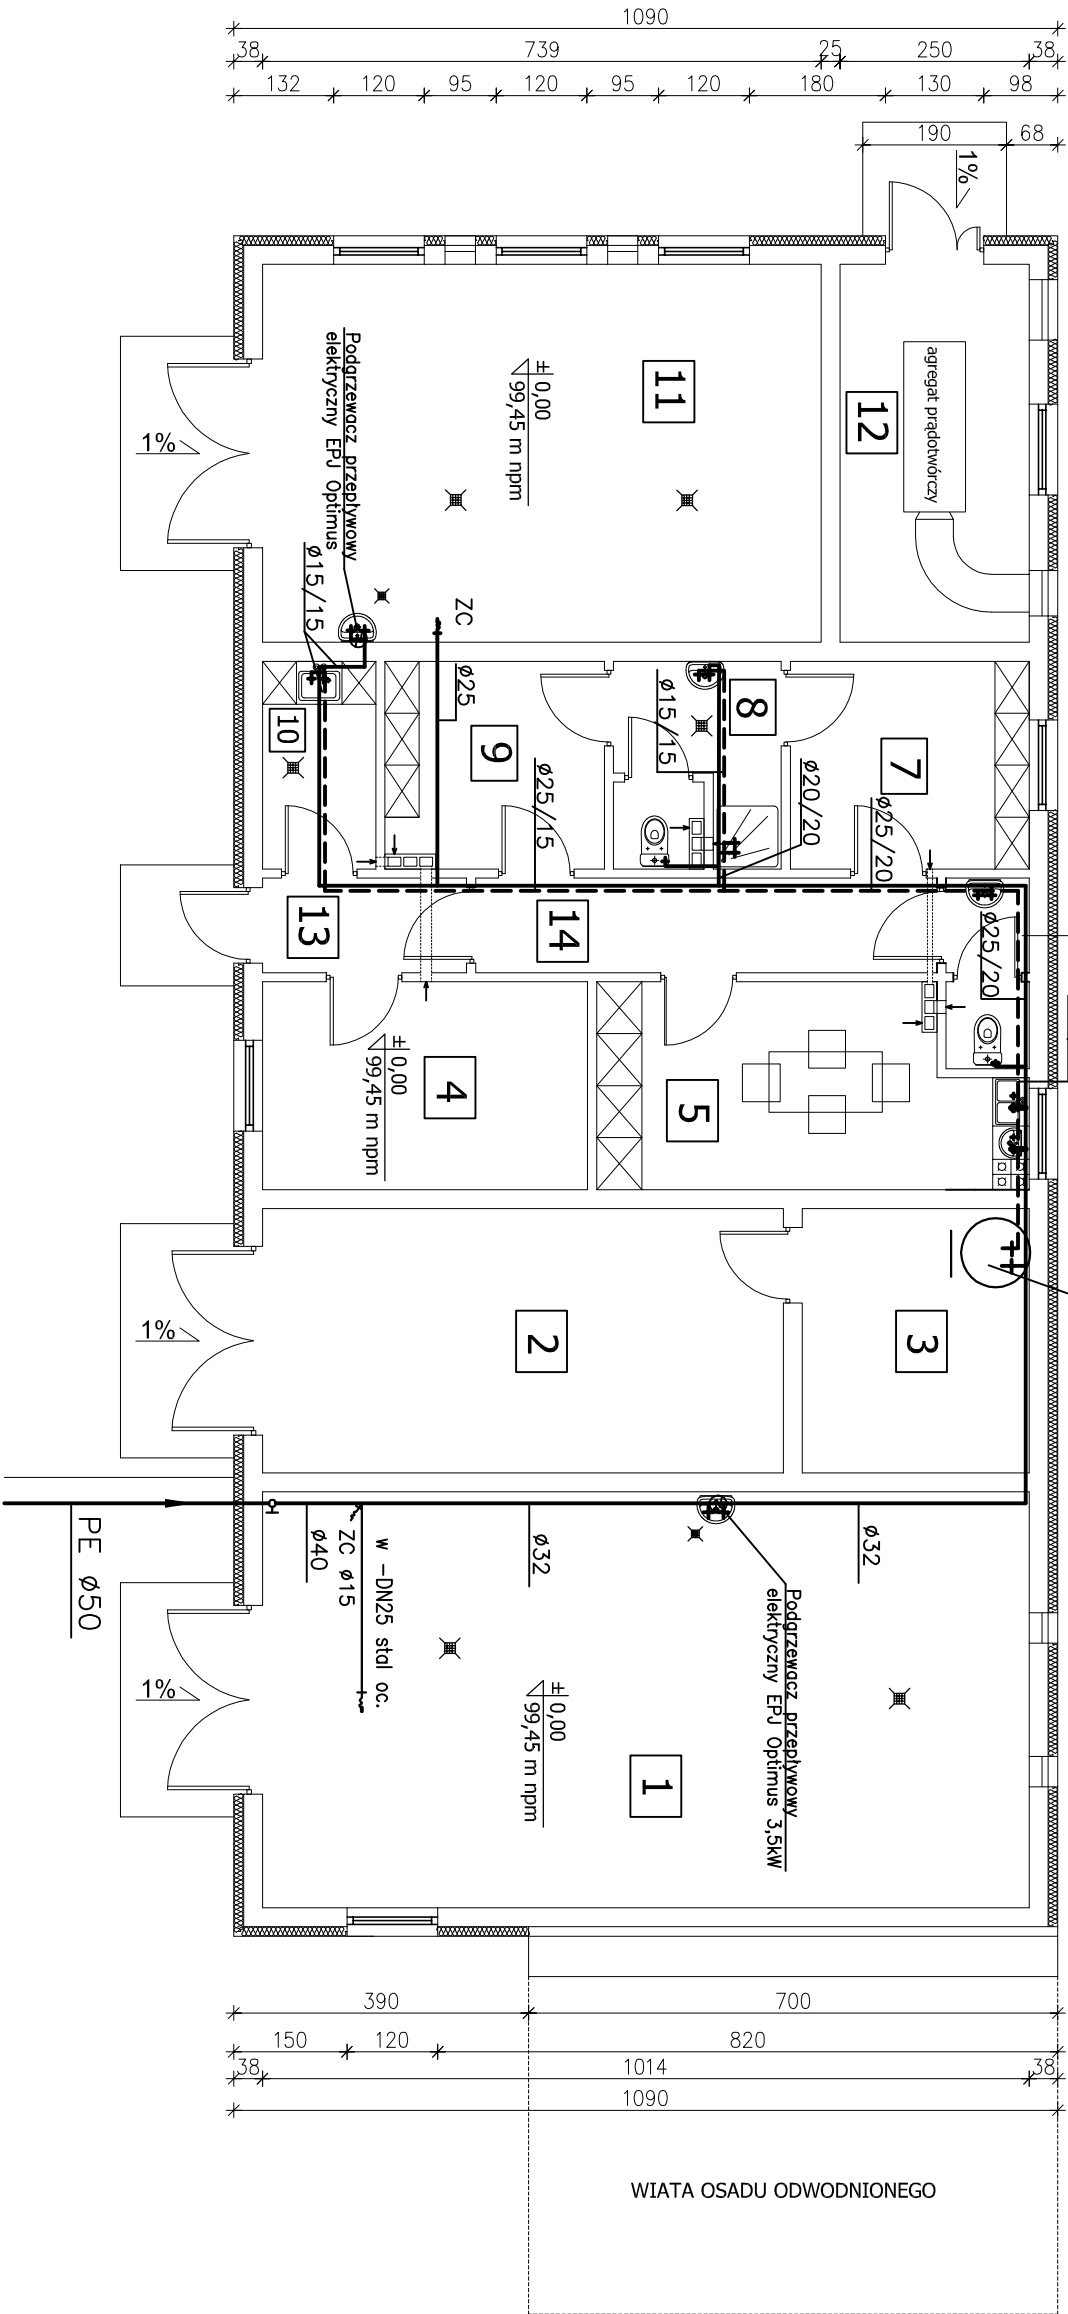 1090
38 739 25 250 38
132 120 95 120 95 120 180 130 98
190 68
1%
agregat prądotwórczy
12
11
± 0,00
99,45 m npm
Podgrzewacz przepływowy
elektryczny EPJ Optimus
1%
ø15/15
ZC
ø25
10
9
8
7
ø15/15
ø25/15
ø20/20
ø25/20
13
14
ø25/20
± 0,00
99,45 m npm
4
5
2
3
1%
PE ø50
ø40
ZC ø15
w -DN25 stal oc.
ø32
ø32
Podgrzewacz przepływowy
elektryczny EPJ Optimus 3,5kW
± 0,00
99,45 m npm
1
1%
390 700
150 120 820
38 1014 38
1090
WIATA OSADU ODWODNIONEGO